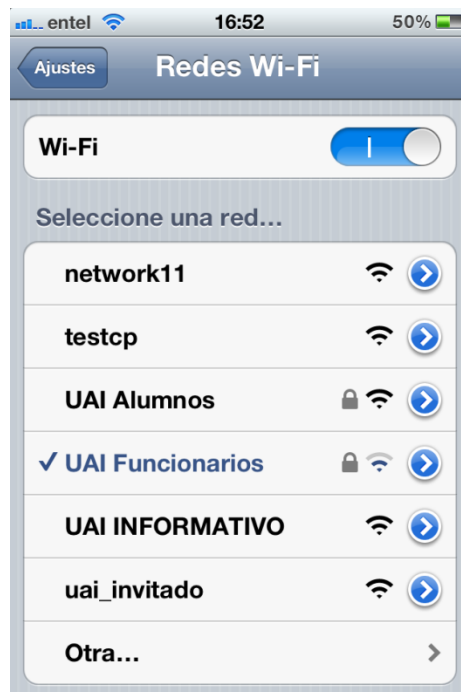 entel 16:52 50%
Ajustes Redes Wi-Fi
Wi-Fi
Seleccione una red...
network11
testcp
UAI Alumnos
✓ UAI Funcionarios
UAI INFORMATIVO
uai_invitado
Otra...